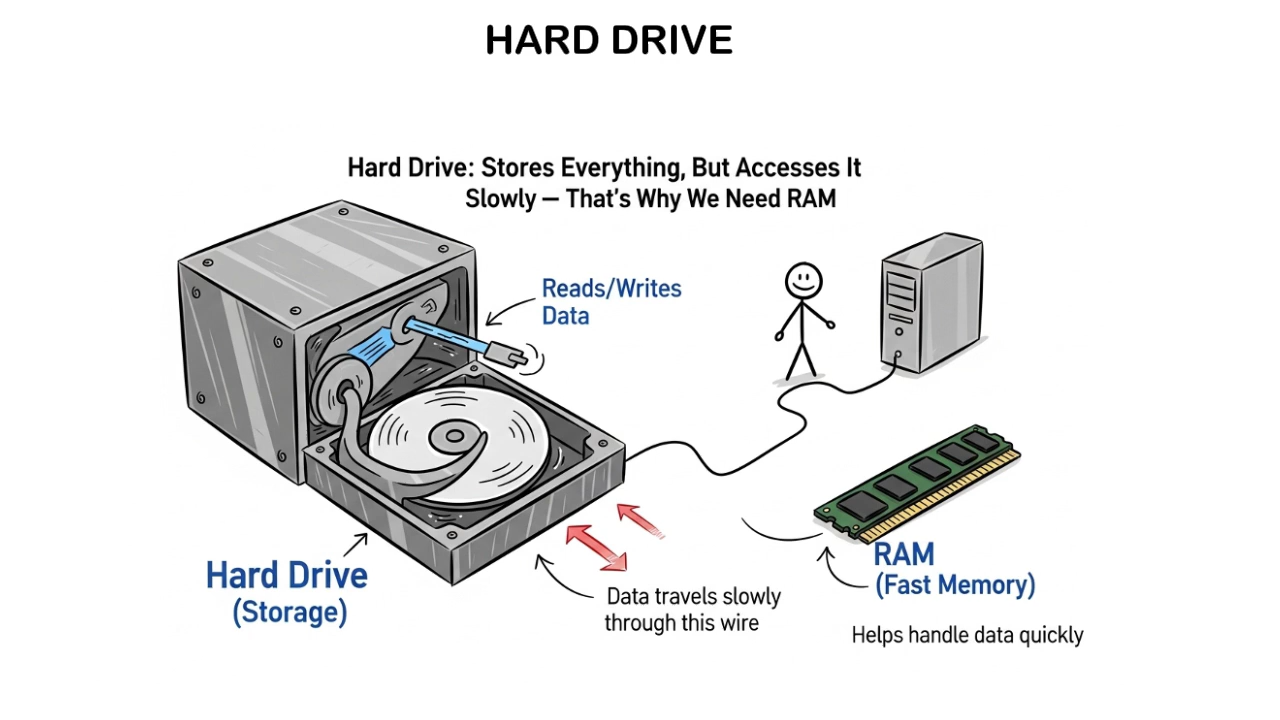 HARD DRIVE
Hard Drive: Stores Everything, But Accesses It
Slowly – That's Why We Need RAM
Reads/Writes
Data
Hard Drive
(Storage)
Data travels slowly
through this wire
RAM
(Fast Memory)
Helps handle data quickly